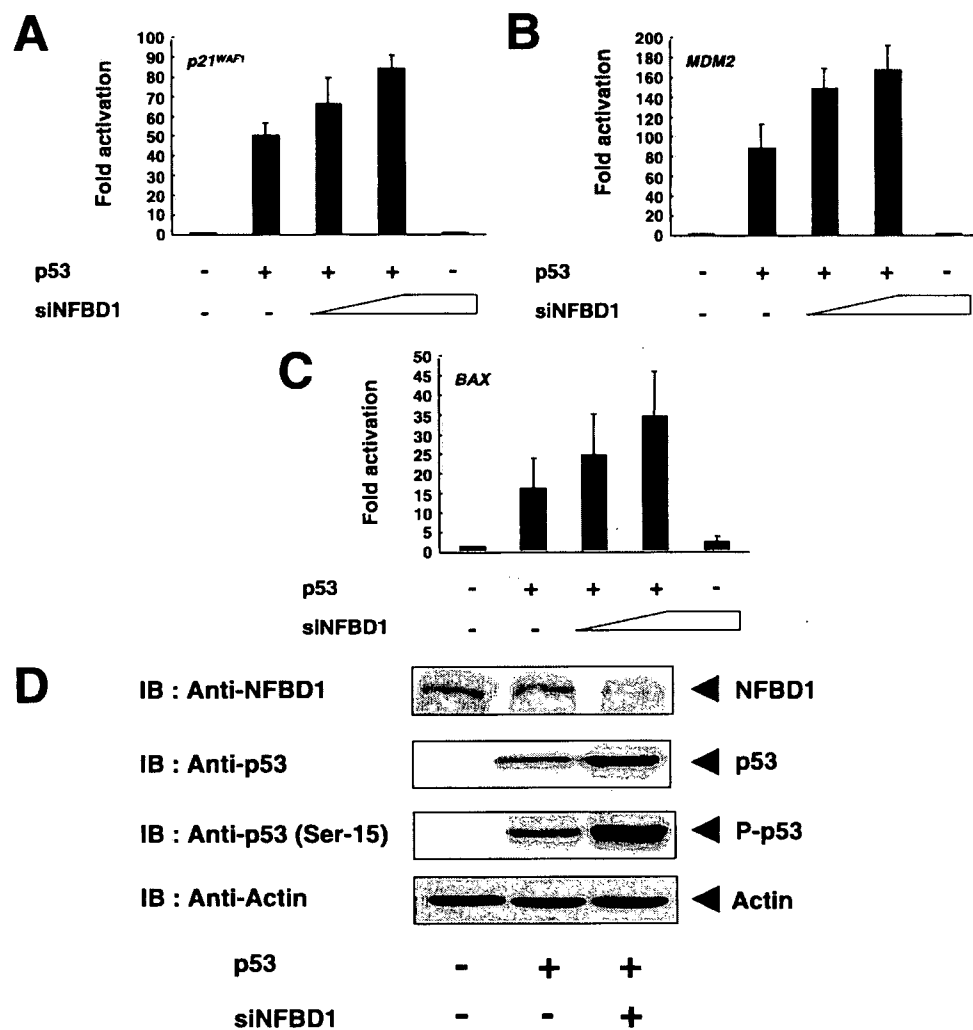 A
p21WAF1
Fold activation
100
90
80
70
60
50
40
30
20
10
0
p53 - + + + -
siNFBD1 - -
B
MDM2
Fold activation
200
180
160
140
120
100
80
60
40
20
0
p53 - + + + -
siNFBD1 - -
C
BAX
Fold activation
50
45
40
35
30
25
20
15
10
5
0
p53 - + + + -
siNFBD1 - -
D
IB : Anti-NFBD1 NFBD1
IB : Anti-p53 p53
IB : Anti-p53 (Ser-15) P-p53
IB : Anti-Actin Actin
p53 - + +
siNFBD1 - - +